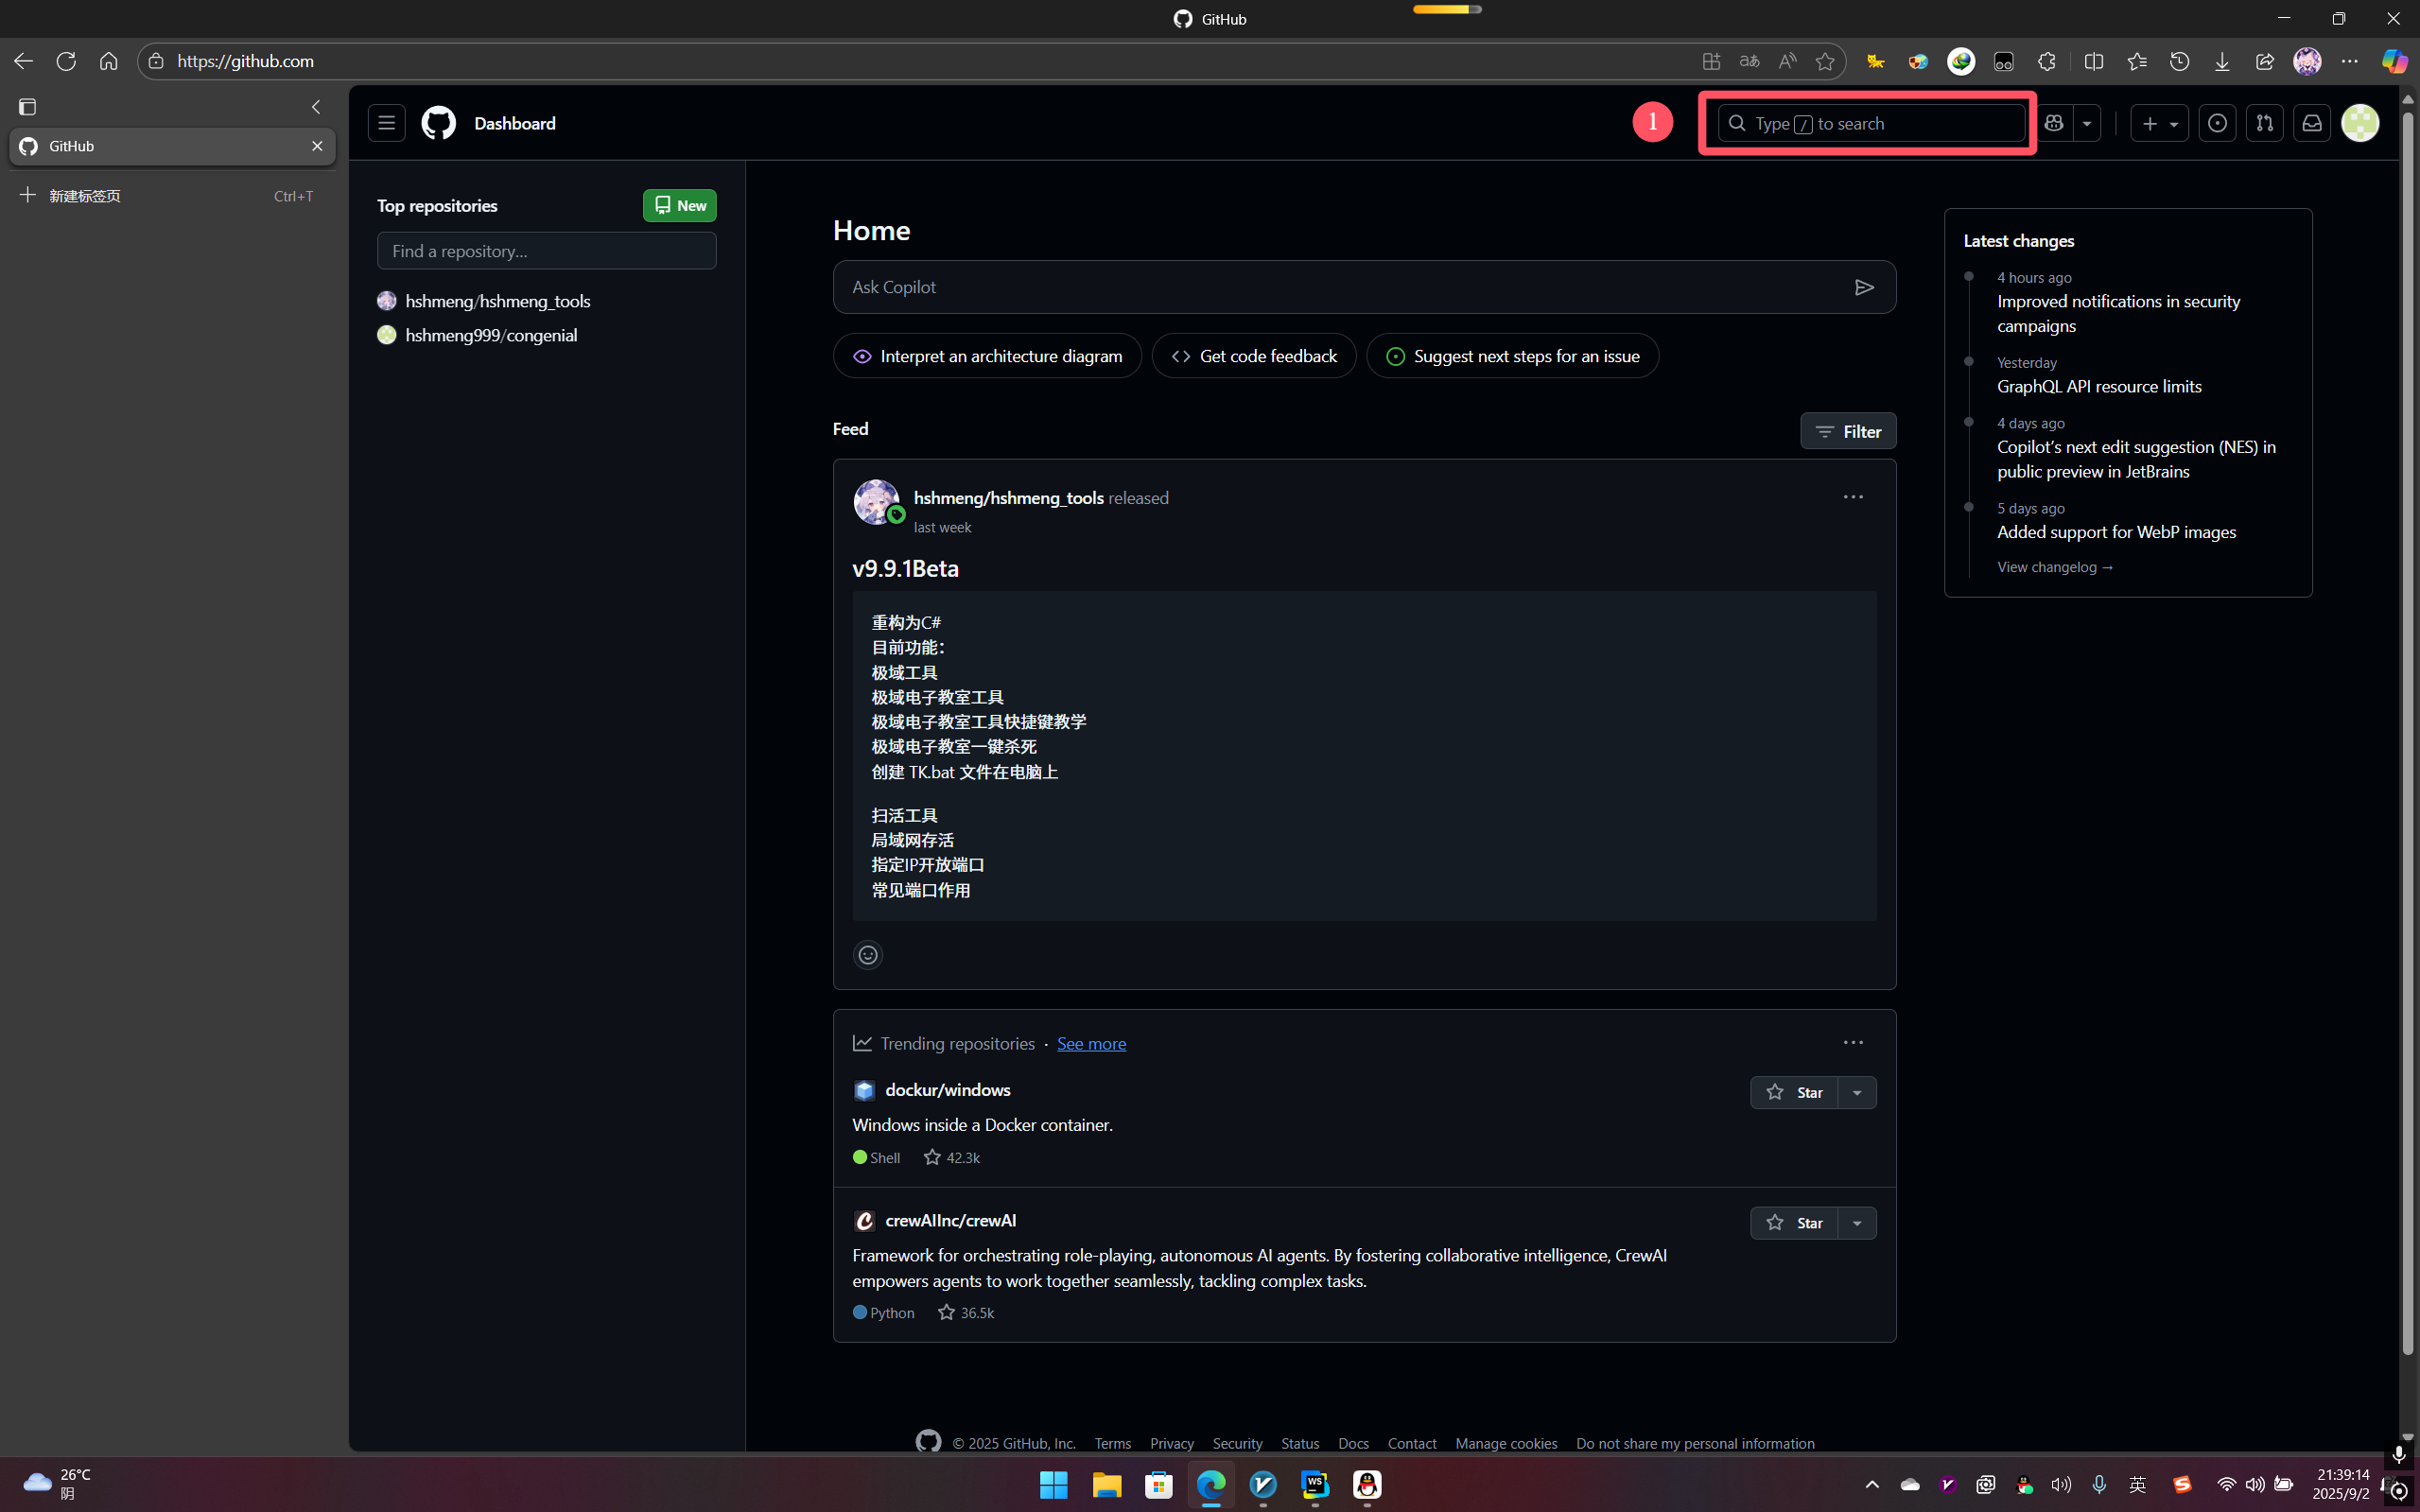 GitHub
https://github.com
GitHub
新建标签页 Ctrl+T
Dashboard
1
Type / to search
Top repositories
New
Find a repository...
hshmeng/hshmeng_tools
hshmeng999/congenial
Home
Ask Copilot
Interpret an architecture diagram
Get code feedback
Suggest next steps for an issue
Feed
Filter
hshmeng/hshmeng_tools released
last week
v9.9.1Beta
重构为C#
目前功能：
极域工具
极域电子教室工具
极域电子教室工具快捷键教学
极域电子教室一键杀死
创建 TK.bat 文件在电脑上
扫活工具
局域网存活
指定IP开放端口
常见端口作用
Trending repositories · See more
dockur/windows
Star
Windows inside a Docker container.
Shell 42.3k
crewAIInc/crewAI
Star
Framework for orchestrating role-playing, autonomous AI agents. By fostering collaborative intelligence, CrewAI
empowers agents to work together seamlessly, tackling complex tasks.
Python 36.5k
Latest changes
4 hours ago
Improved notifications in security
campaigns
Yesterday
GraphQL API resource limits
4 days ago
Copilot’s next edit suggestion (NES) in
public preview in JetBrains
5 days ago
Added support for WebP images
View changelog →
© 2025 GitHub, Inc. Terms Privacy Security Status Docs Contact Manage cookies Do not share my personal information
26°C
阴
WS
英
21:39:14
2025/9/2